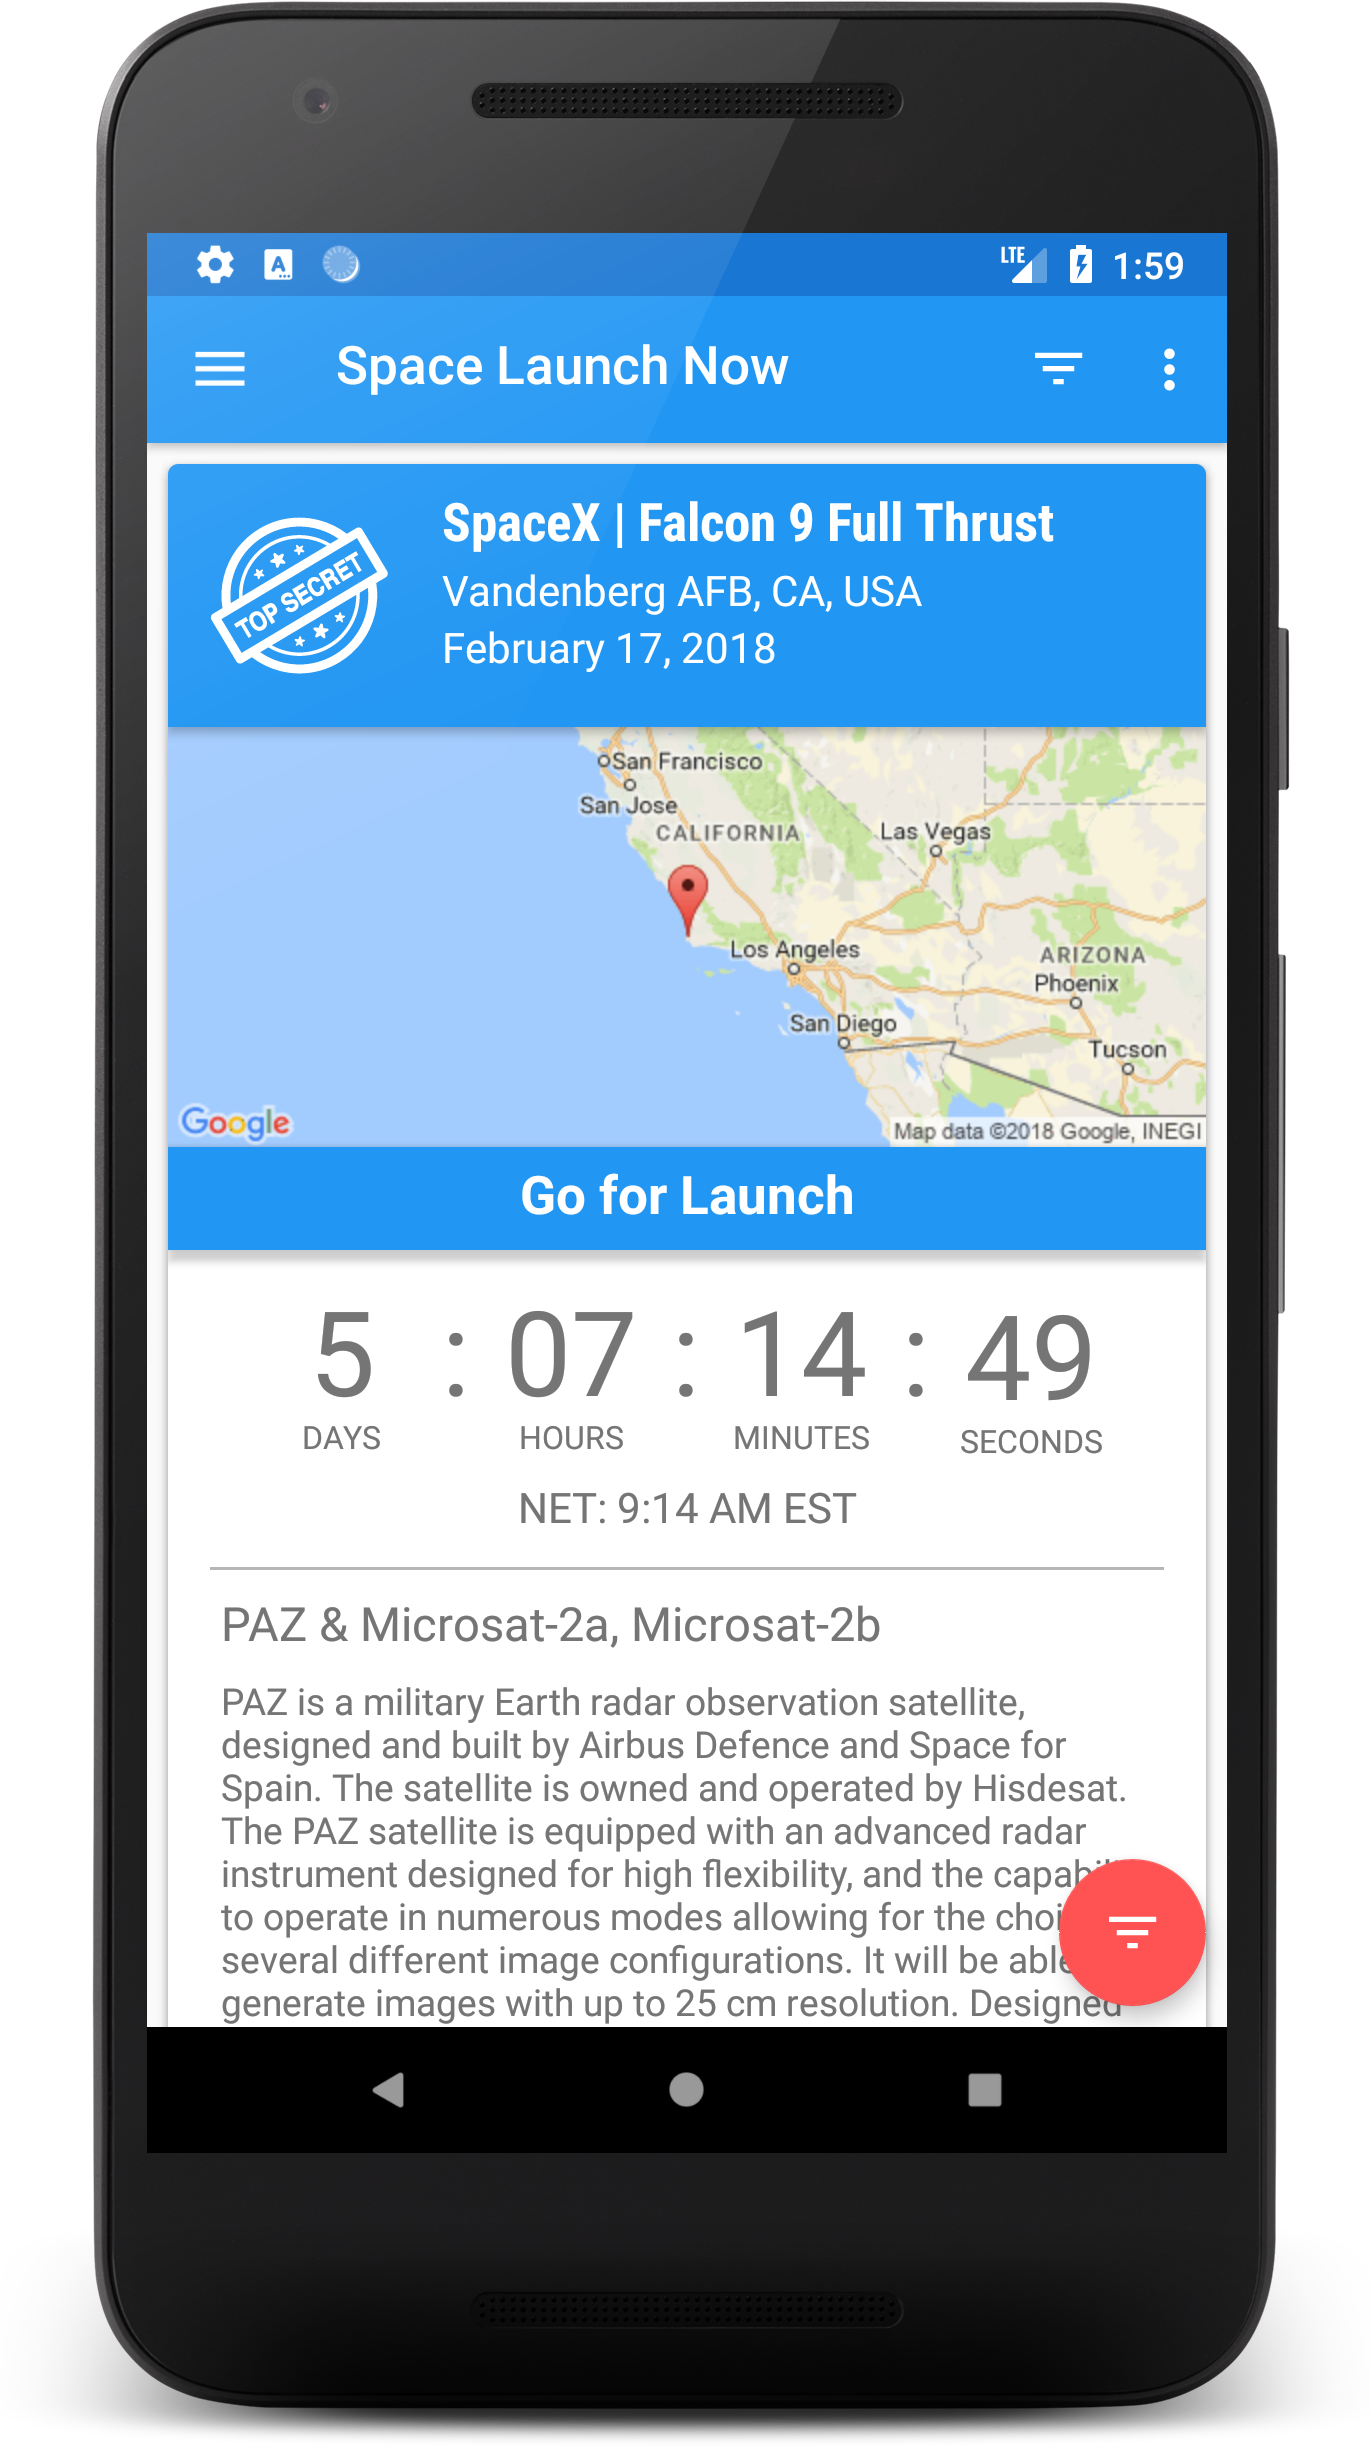 LTE 1:59
Space Launch Now
SpaceX | Falcon 9 Full Thrust
Vandenberg AFB, CA, USA
February 17, 2018
TOP SECRET
San Francisco
San Jose
CALIFORNIA
Las Vegas
Los Angeles
ARIZONA
Phoenix
San Diego
Tucson
Google
Map data ©2018 Google, INEGI
Go for Launch
5 : 07 : 14 : 49
DAYS HOURS MINUTES SECONDS
NET: 9:14 AM EST
PAZ & Microsat-2a, Microsat-2b
PAZ is a military Earth radar observation satellite,
designed and built by Airbus Defence and Space for
Spain. The satellite is owned and operated by Hisdesat.
The PAZ satellite is equipped with an advanced radar
instrument designed for high flexibility, and the
to operate in numerous modes allowing for the
several different image configurations. It will be able
generate images with up to 25 cm resolution. Designed